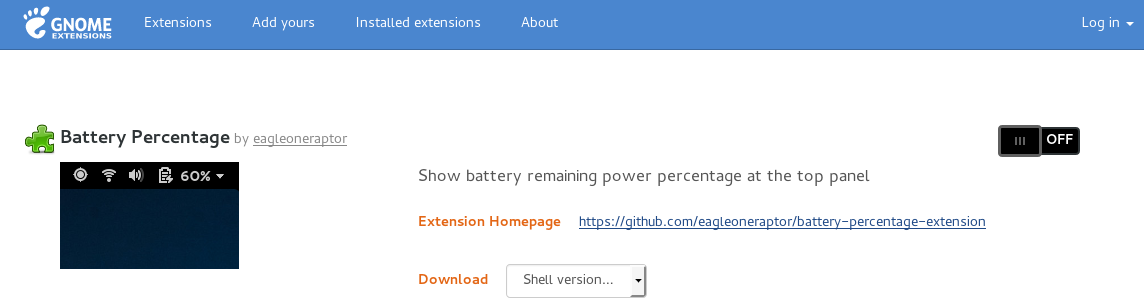 GNOME
EXTENSIONS
Extensions Add yours Installed extensions About Log in
Battery Percentage by eagleoneraptor
OFF
60%
Show battery remaining power percentage at the top panel
Extension Homepage https://github.com/eagleoneraptor/battery-percentage-extension
Download Shell version...